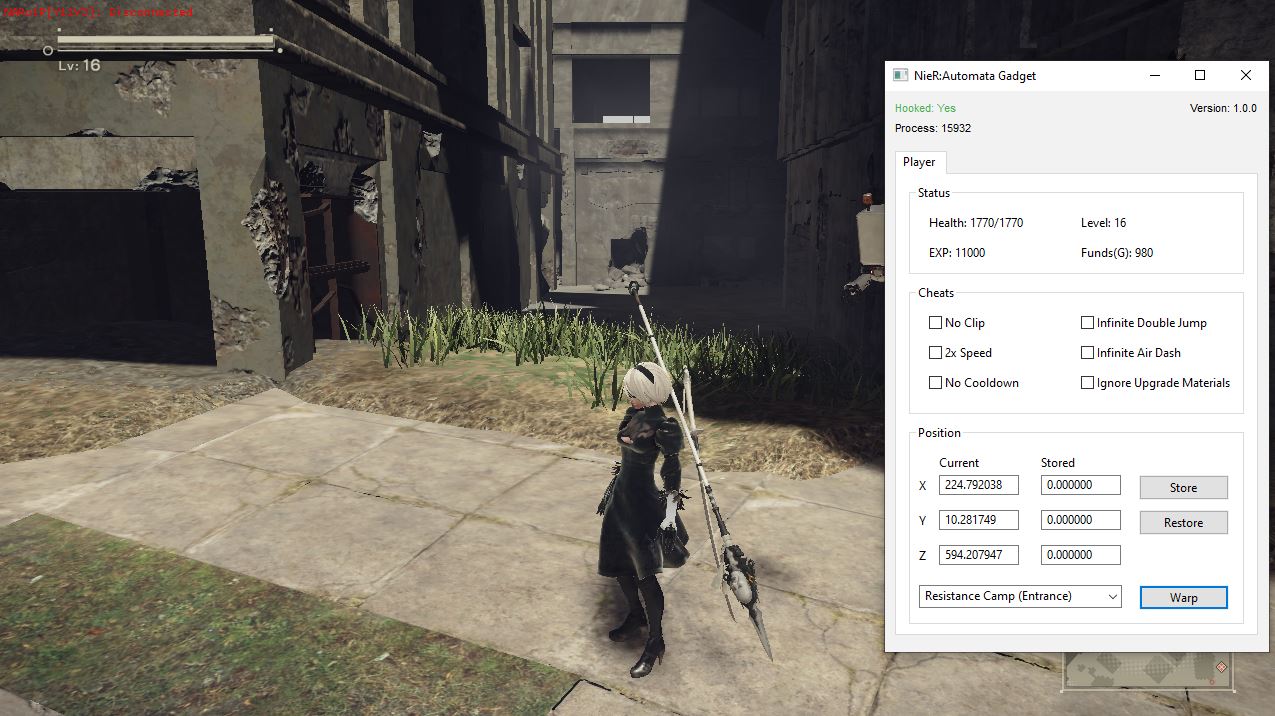 Disconnected
Lv: 16
NieR:Automata Gadget
Hooked: Yes
Version: 1.0.0
Process: 15932
Player
Status
Health: 1770/1770
Level: 16
EXP: 11000
Funds(G): 980
Cheats
No Clip
Infinite Double Jump
2x Speed
Infinite Air Dash
No Cooldown
Ignore Upgrade Materials
Position
Current
Stored
X
224.792038
0.000000
Store
Y
10.281749
0.000000
Restore
Z
594.207947
0.000000
Resistance Camp (Entrance)
Warp